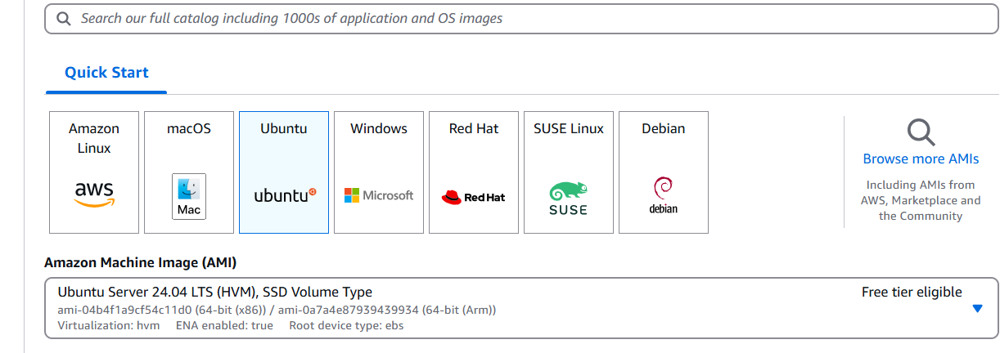 Search our full catalog including 1000s of application and OS images
Quick Start
Amazon
Linux
aws
macOS
Mac
Ubuntu
ubuntu
Windows
Microsoft
Red Hat
Red Hat
SUSE Linux
SUSE
Debian
debian
Browse more AMIs
Including AMIs from
AWS, Marketplace and
the Community
Amazon Machine Image (AMI)
Ubuntu Server 24.04 LTS (HVM), SSD Volume Type
Free tier eligible
ami-04b4f1a9cf54c11d0 (64-bit (x86)) / ami-0a7a4e87939439934 (64-bit (Arm))
Virtualization: hvm ENA enabled: true Root device type: ebs